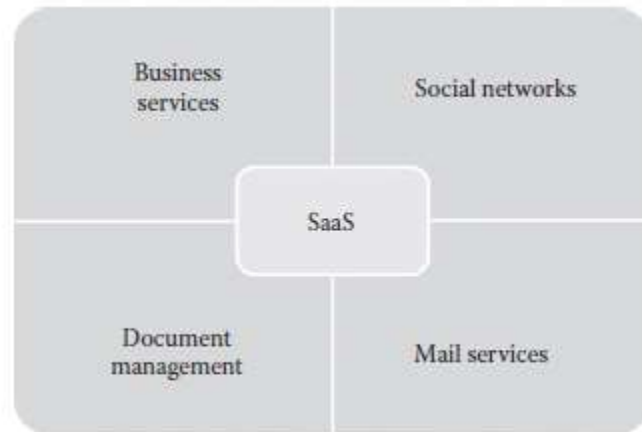 Business
services
Social networks
SaaS
Document
management
Mail services